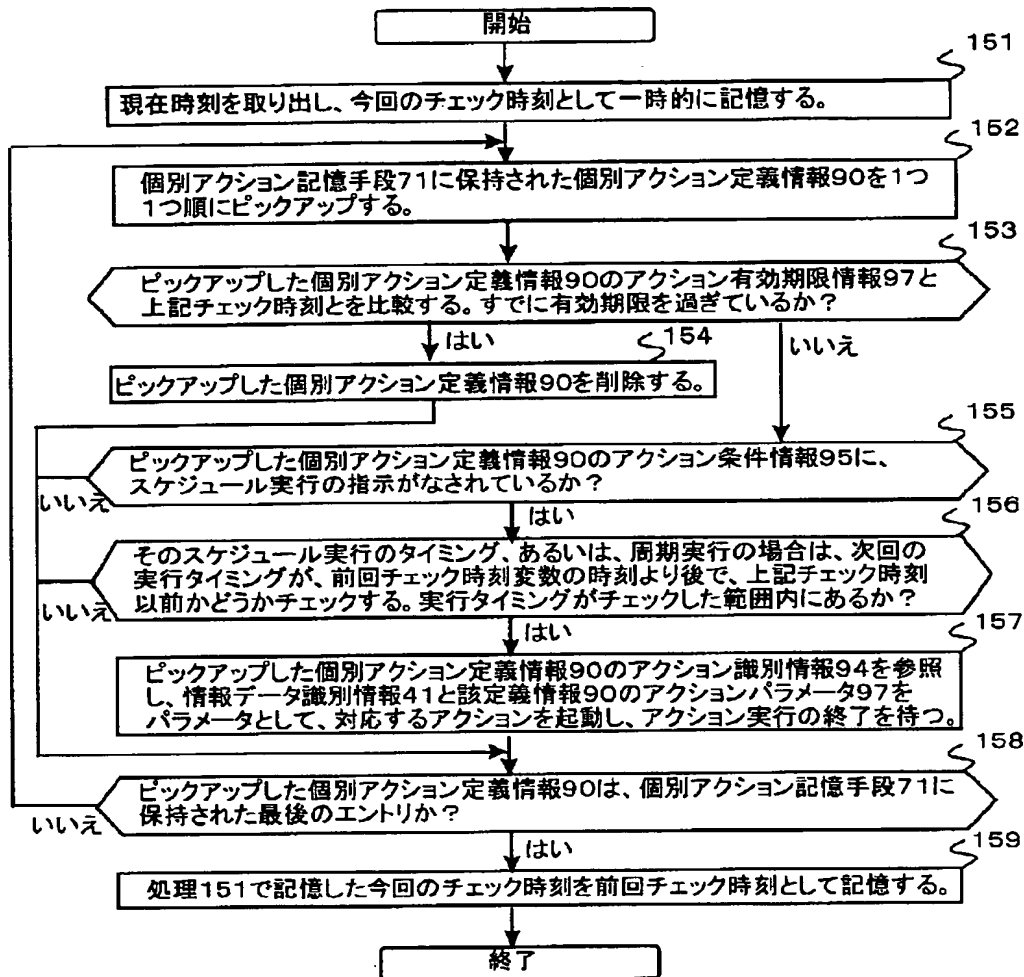 開始
151
現在時刻を取り出し、今回のチェック時刻として一時的に記憶する。
152
個別アクション記憶手段71に保持された個別アクション定義情報90を1つ
1つ順にピックアップする。
153
ピックアップした個別アクション定義情報90のアクション有効期限情報97と
上記チェック時刻とを比較する。すでに有効期限を過ぎているか?
はい
154
いいえ
ピックアップした個別アクション定義情報90を削除する。
155
ピックアップした個別アクション定義情報90のアクション条件情報95に、
スケジュール実行の指示がなされているか?
いいえ
はい
156
そのスケジュール実行のタイミング、あるいは、周期実行の場合は、次回の
実行タイミングが、前回チェック時刻変数の時刻より後で、上記チェック時刻
以前かどうかチェックする。実行タイミングがチェックした範囲内にあるか?
いいえ
はい
157
ピックアップした個別アクション定義情報90のアクション識別情報94を参照
し、情報データ識別情報41と該定義情報90のアクションパラメータ97を
パラメータとして、対応するアクションを起動し、アクション実行の終了を待つ。
158
ピックアップした個別アクション定義情報90は、個別アクション記憶手段71に
保持された最後のエントリか?
いいえ
はい
159
処理151で記憶した今回のチェック時刻を前回チェック時刻として記憶する。
終了